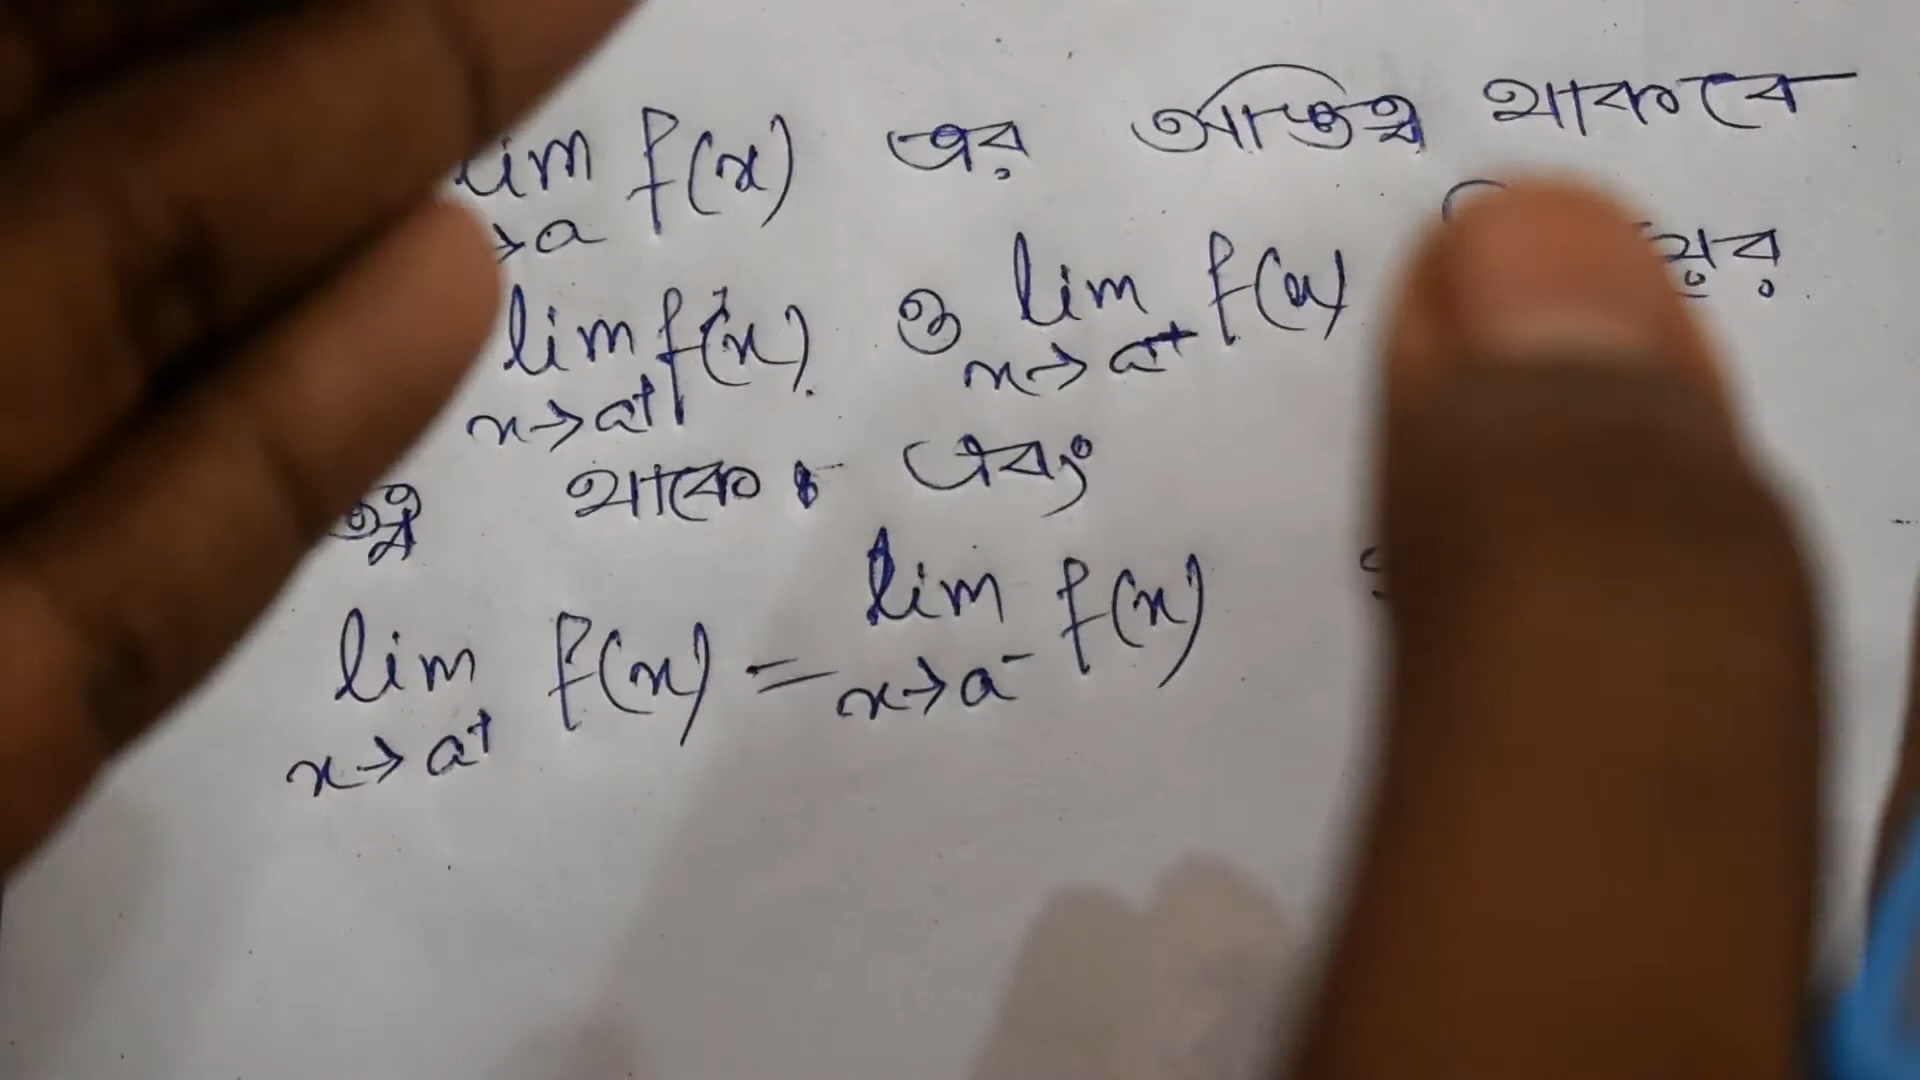 lim f(x) এর অস্তিত্ব থাকবে
→a
lim f(x) ও lim f(x)
x→a+ x→a+
থাকে এবং
lim f(x) = lim f(x)
x→a+ x→a-